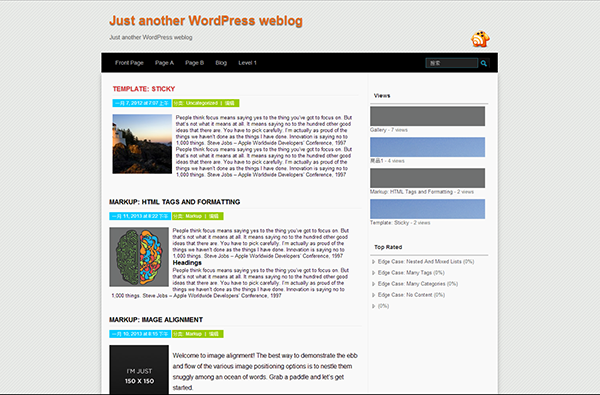 Just another WordPress weblog
Just another WordPress weblog
Front Page Page A Page B Blog Level 1
搜索
TEMPLATE: STICKY
一月 7, 2012 at 7:07 上午 分类: Uncategorized | 编辑
People think focus means saying yes to the thing you've got to focus on. But
that's not what it means at all. It means saying no to the hundred other good
ideas that there are. You have to pick carefully. I'm actually as proud of the
things we haven't done as the things I have done. Innovation is saying no to
1,000 things. Steve Jobs – Apple Worldwide Developers' Conference, 1997
People think focus means saying yes to the thing you've got to focus on. But
that's not what it means at all. It means saying no to the hundred other good
ideas that there are. You have to pick carefully. I'm actually as proud of the
things we haven't done as the things I have done. Innovation is saying no to
1,000 things. Steve Jobs – Apple Worldwide Developers' Conference, 1997
MARKUP: HTML TAGS AND FORMATTING
一月 11, 2013 at 8:22 下午 分类: Markup | 编辑
People think focus means saying yes to the thing you've got to focus on. But
that's not what it means at all. It means saying no to the hundred other good
ideas that there are. You have to pick carefully. I'm actually as proud of the
things we haven't done as the things I have done. Innovation is saying no to
1,000 things. Steve Jobs – Apple Worldwide Developers' Conference, 1997
Headings
People think focus means saying yes to the thing you've got to focus on. But
that's not what it means at all. It means saying no to the hundred other good
ideas that there are. You have to pick carefully. I'm actually as proud of the
things we haven't done as the things I have done. Innovation is saying no to
1,000 things. Steve Jobs – Apple Worldwide Developers' Conference, 1997
MARKUP: IMAGE ALIGNMENT
一月 10, 2013 at 8:15 下午 分类: Markup | 编辑
I'M JUST
150 X 150
Welcome to image alignment! The best way to demonstrate the ebb
and flow of the various image positioning options is to nestle them
snuggly among an ocean of words. Grab a paddle and let's get
started.
Views
Gallery - 7 views
商品1 - 4 views
Markup: HTML Tags and Formatting - 2 views
Template: Sticky - 2 views
Top Rated
Edge Case: Nested And Mixed Lists (0%)
Edge Case: Many Tags (0%)
Edge Case: Many Categories (0%)
Edge Case: No Content (0%)
(0%)